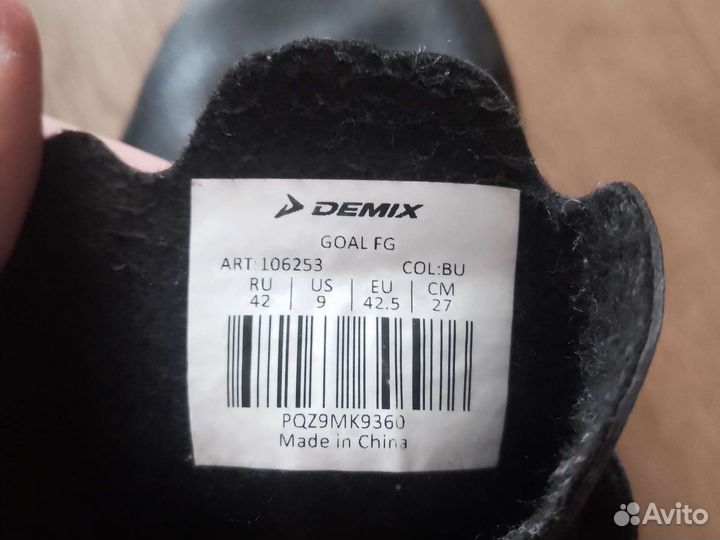 DEMIX
GOAL FG
ART:106253 COL:BU
RU | US | EU | CM
42 | 9 | 42.5 | 27
PQZ9MK9360
Made in China
Avito